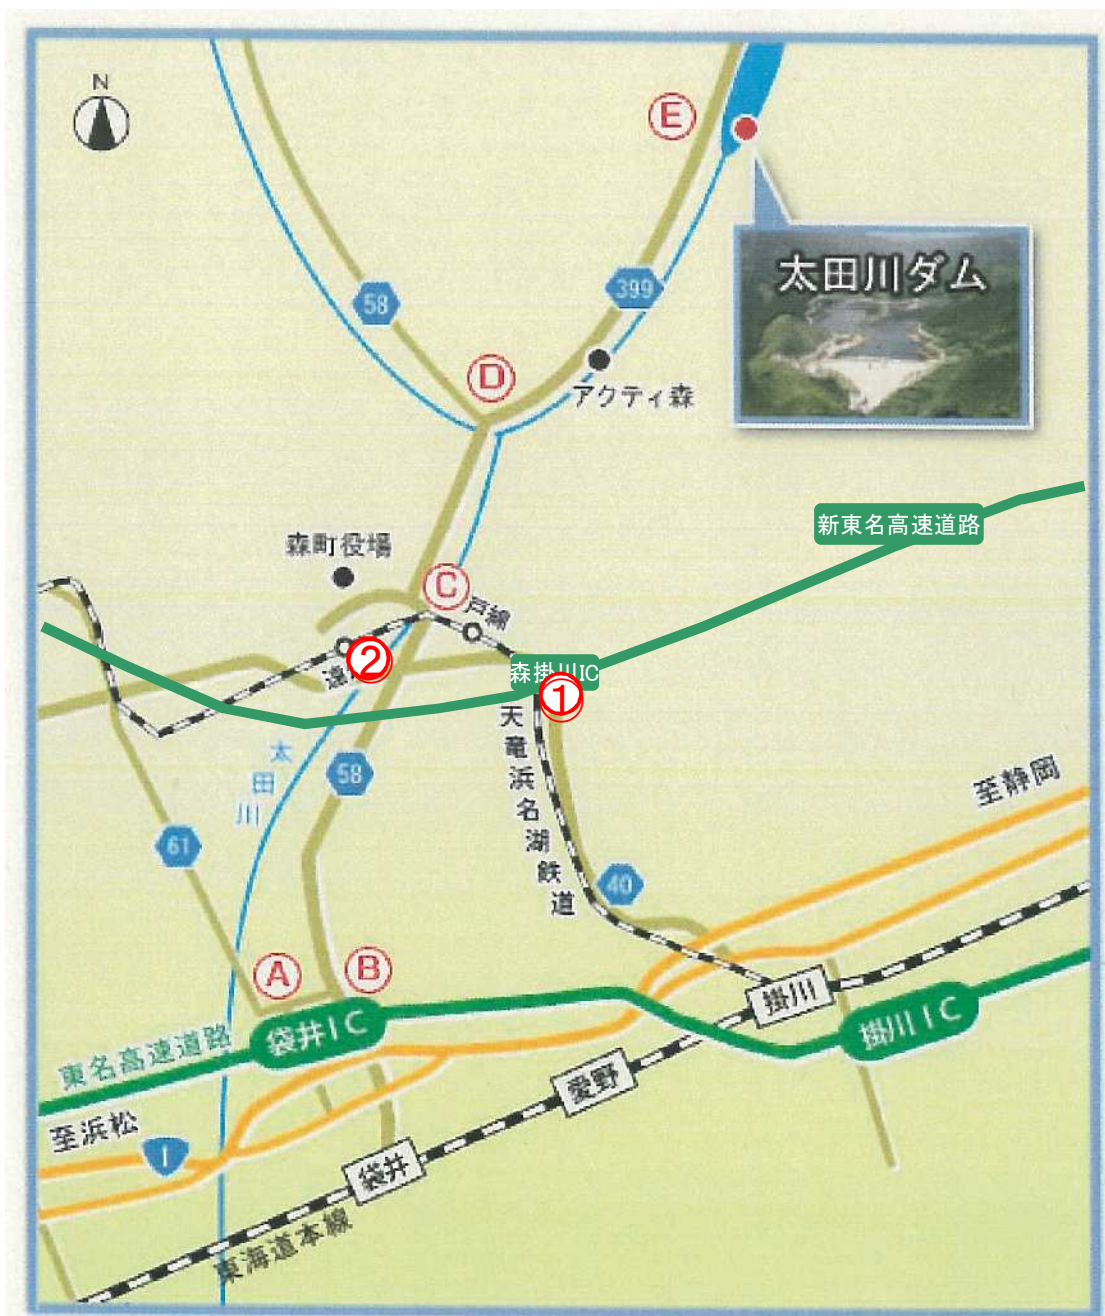 N
E
太田川ダム
58
399
D
アクティ森
新東名高速道路
森町役場
C
戸綿
森掛川IC
遠
②
①
天竜浜名湖鉄道
太田川
58
至静岡
61
40
A
B
掛川
袋井IC
掛川IC
東名高速道路
愛野
至浜松
1
袋井
東海道本線